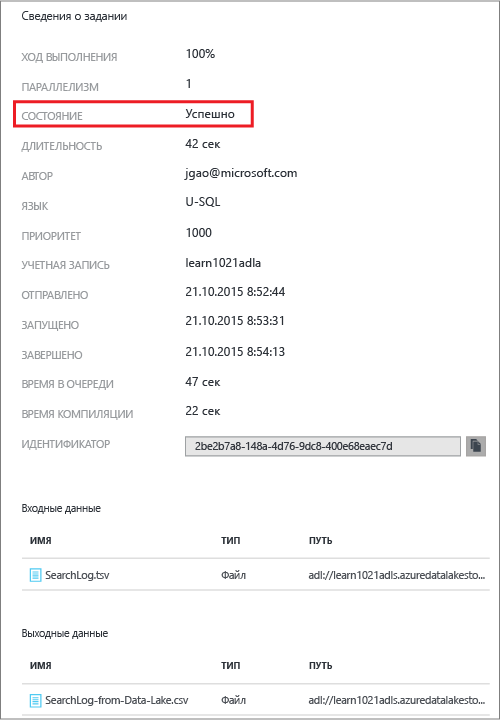 Сведения о задании
ХОД ВЫПОЛНЕНИЯ 100%
ПАРАЛЛЕЛИЗМ 1
СОСТОЯНИЕ Успешно
ДЛИТЕЛЬНОСТЬ 42 сек
АВТОР jgao@microsoft.com
ЯЗЫК U-SQL
ПРИОРИТЕТ 1000
УЧЕТНАЯ ЗАПИСЬ learn1021adla
ОТПРАВЛЕНО 21.10.2015 8:52:44
ЗАПУЩЕНО 21.10.2015 8:53:31
ЗАВЕРШЕНО 21.10.2015 8:54:13
ВРЕМЯ В ОЧЕРЕДИ 47 сек
ВРЕМЯ КОМПИЛЯЦИИ 22 сек
ИДЕНТИФИКАТОР 2be2b7a8-148a-4d76-9dc8-400e68eaec7d
Входные данные
ИМЯ ТИП ПУТЬ
SearchLog.tsv Файл adl://learn1021adls.azuredatalakesto...
Выходные данные
ИМЯ ТИП ПУТЬ
SearchLog-from-Data-Lake.csv Файл adl://learn1021adls.azuredatalakesto...